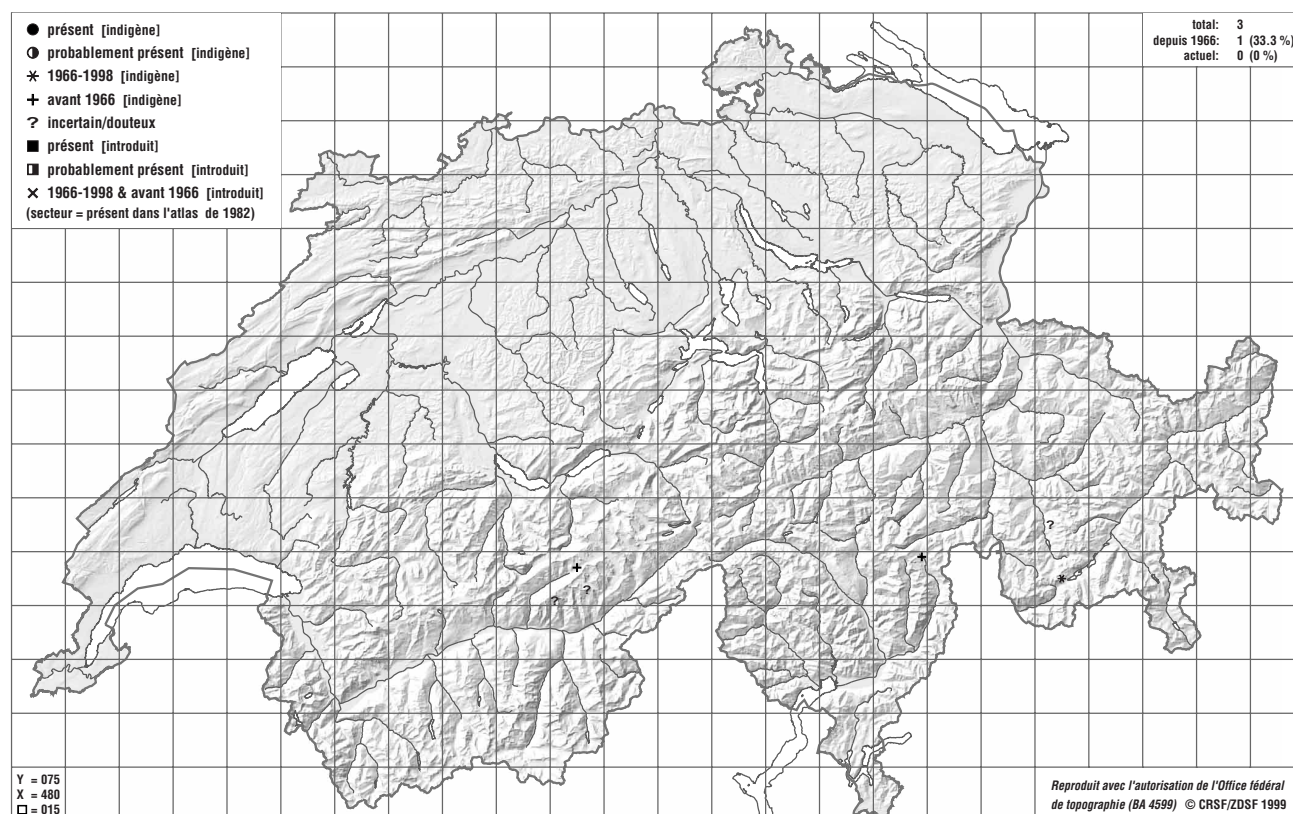 ● présent [indigène]
◑ probablement présent [indigène]
* 1966-1998 [indigène]
+ avant 1966 [indigène]
? incertain/douteux
■ présent [introduit]
◨ probablement présent [introduit]
× 1966-1998 & avant 1966 [introduit]
(secteur = présent dans l'atlas de 1982)
total: 3
depuis 1966: 1 (33.3 %)
actuel: 0 (0 %)
?
?
?
Y = 075
X = 480
□ = 015
Reproduit avec l'autorisation de l'Office fédéral
de topographie (BA 4599) © CRSF/ZDSF 1999